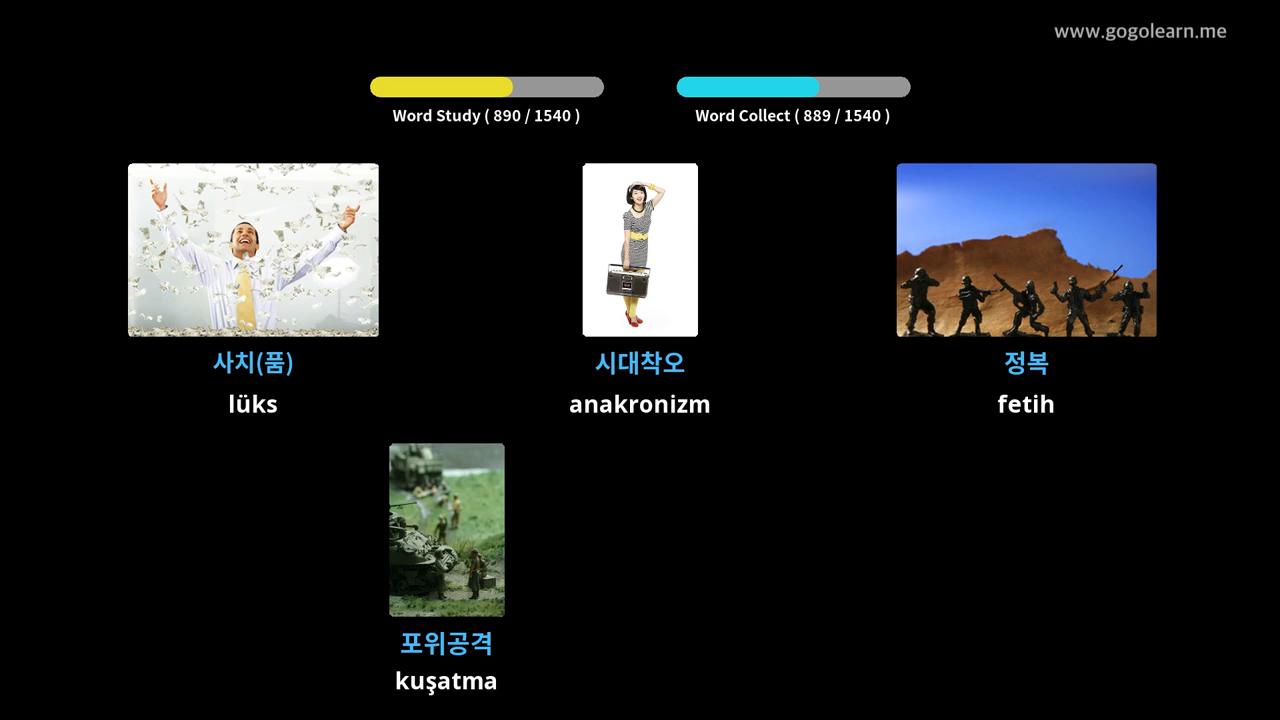 www.gogolearn.me
Word Study ( 890 / 1540 )
Word Collect ( 889 / 1540 )
사치(품)
시대착오
정복
lüks
anakronizm
fetih
포위공격
kuşatma